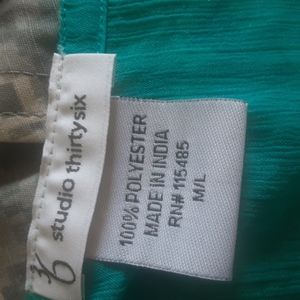 36
studio thirtysix
100% POLYESTER
MADE IN INDIA
RN# 115485
M/L